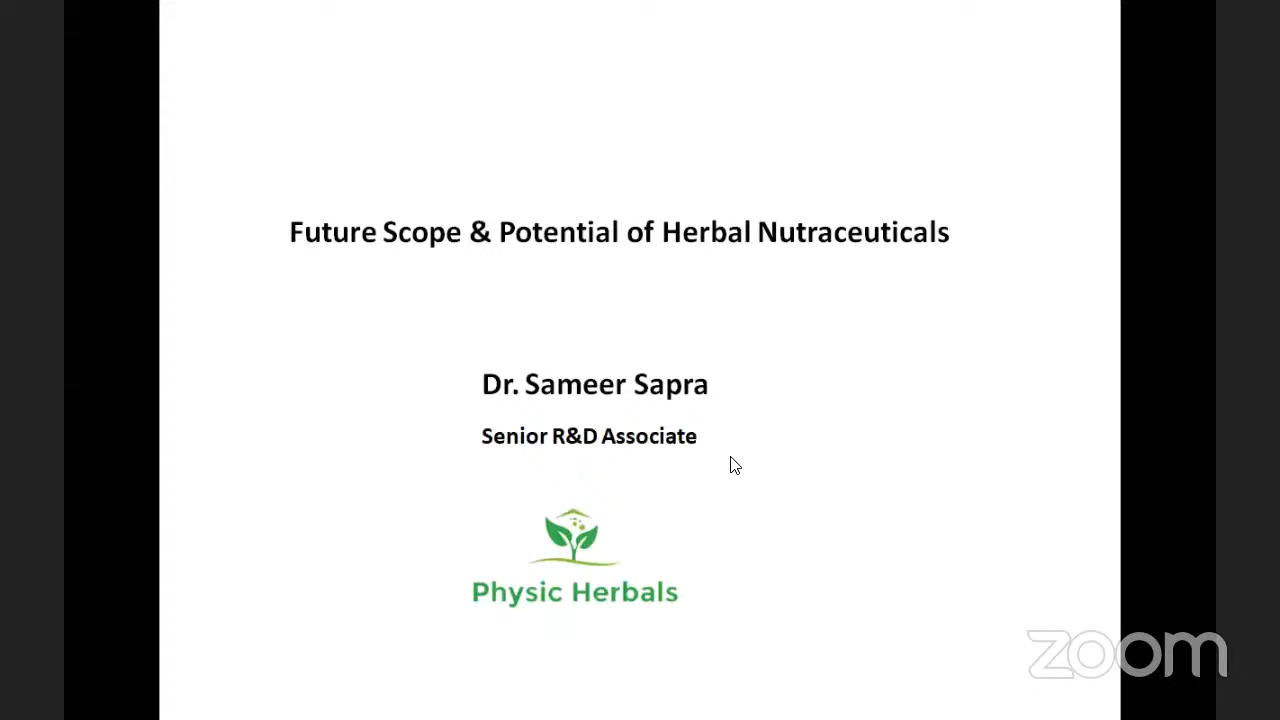 Future Scope & Potential of Herbal Nutraceuticals
Dr. Sameer Sapra
Senior R&D Associate
Physic Herbals
zoom